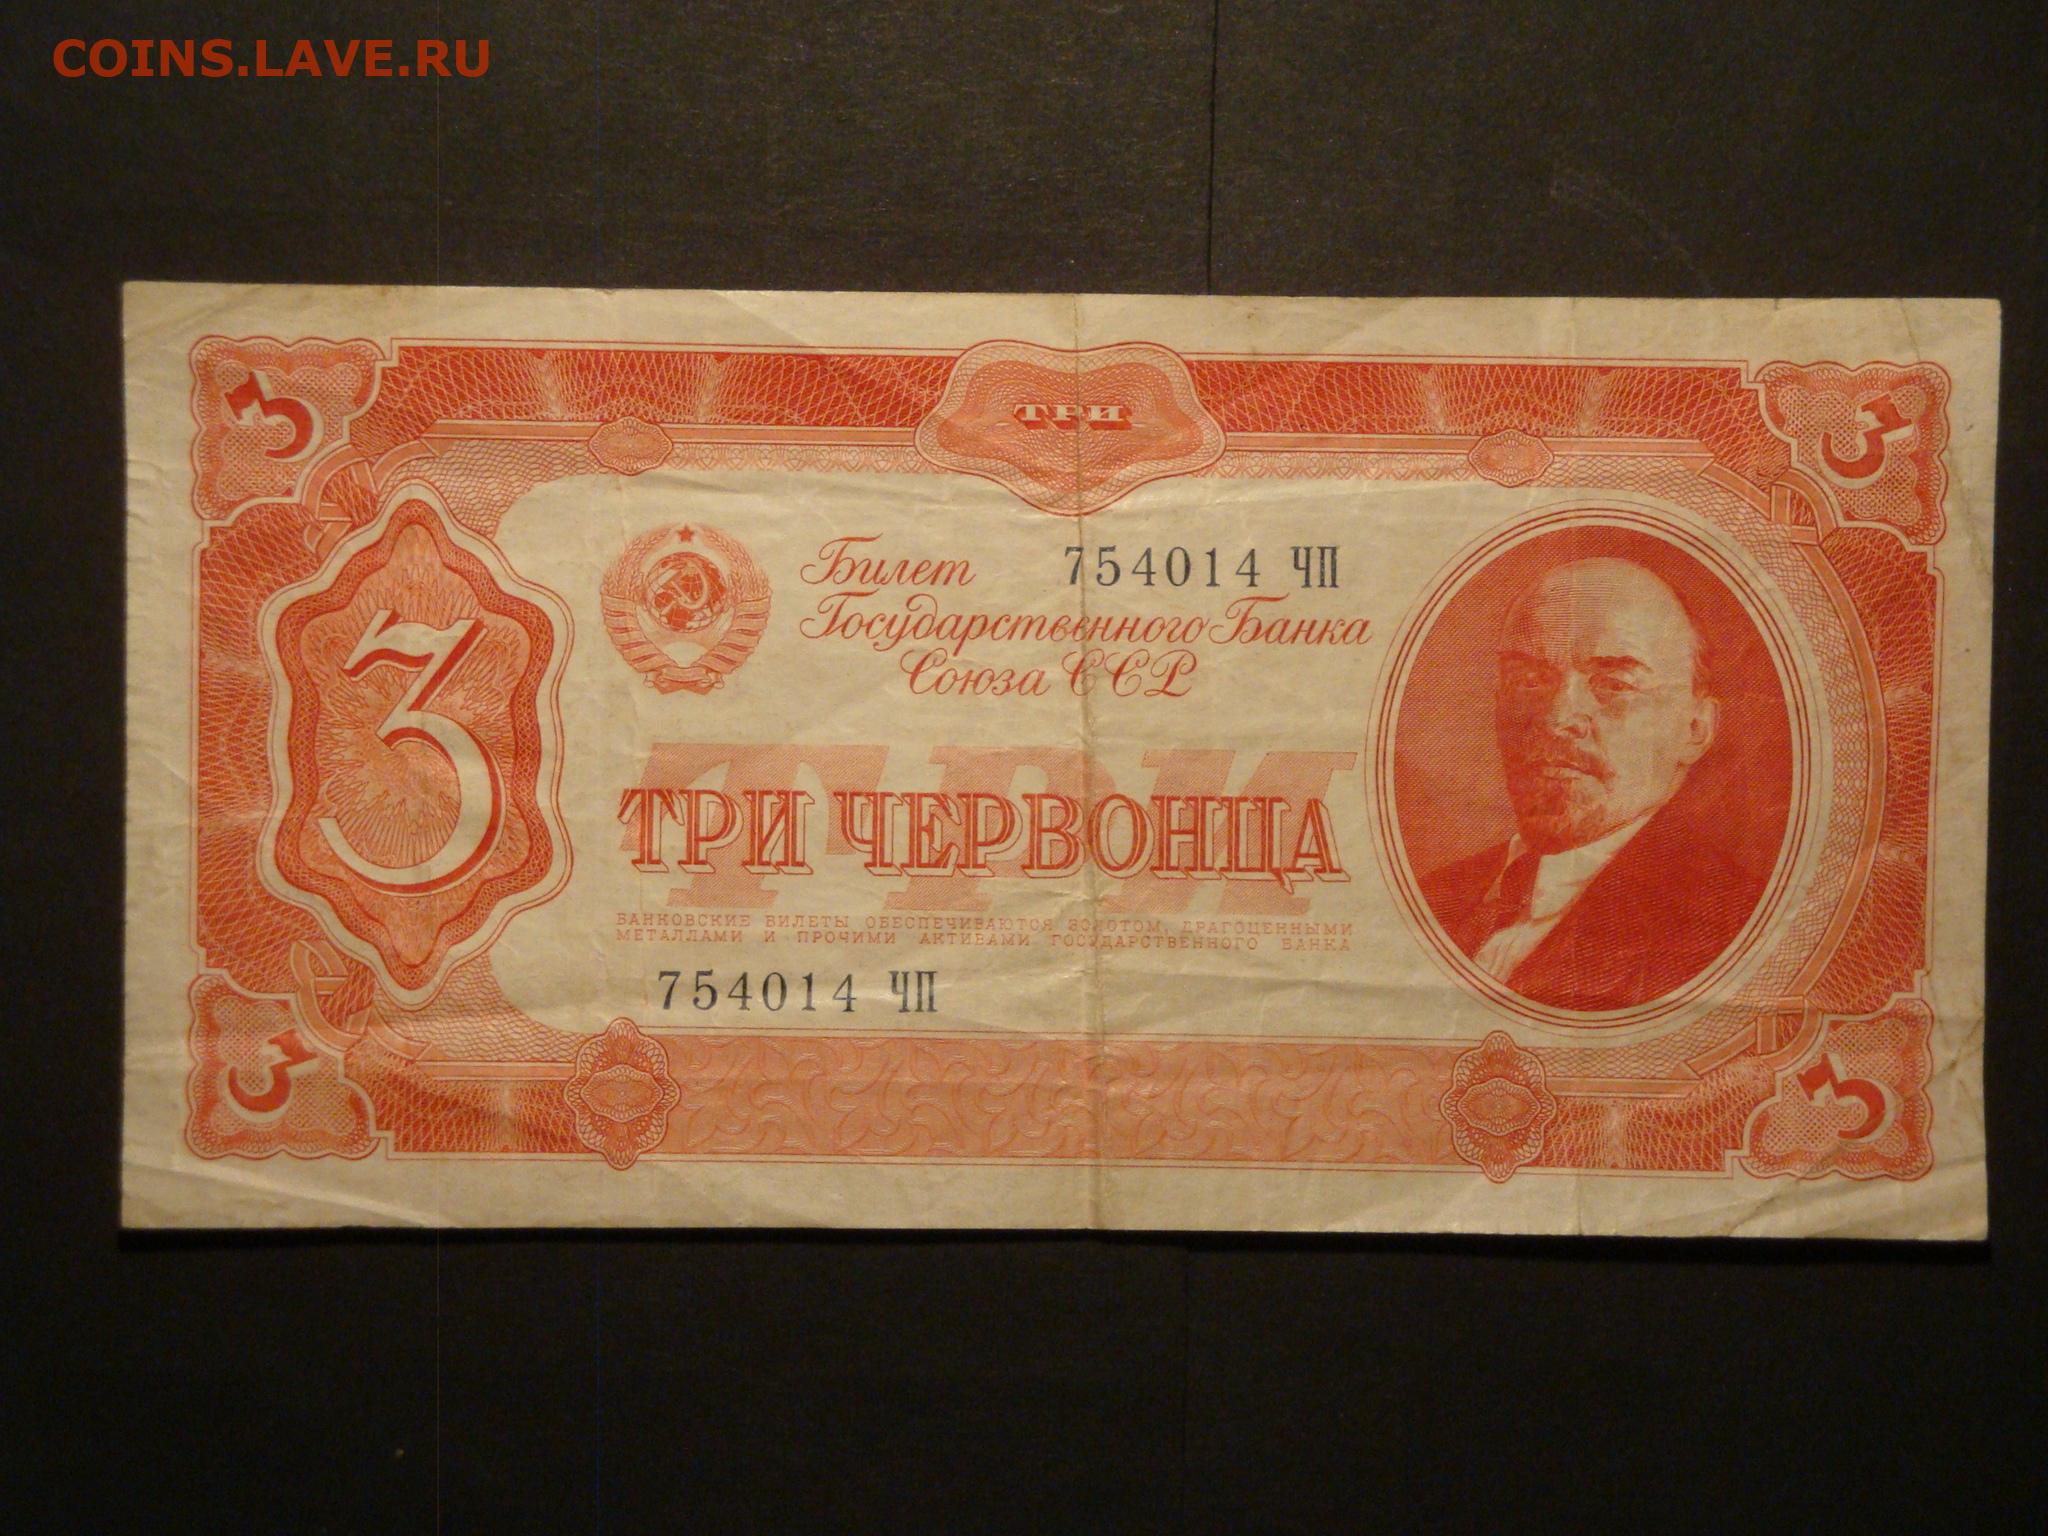 COINS.LAVE.RU
3
ТРИ
3
3
Билет 754014 ЧП
Государственного Банка
Союза ССР
ТРИ
ТРИ ЧЕРВОНЦА
БАНКОВСКИЕ БИЛЕТЫ ОБЕСПЕЧИВАЮТСЯ ЗОЛОТОМ, ДРАГОЦЕННЫМИ
МЕТАЛЛАМИ И ПРОЧИМИ АКТИВАМИ ГОСУДАРСТВЕННОГО БАНКА
754014 ЧП
3
3